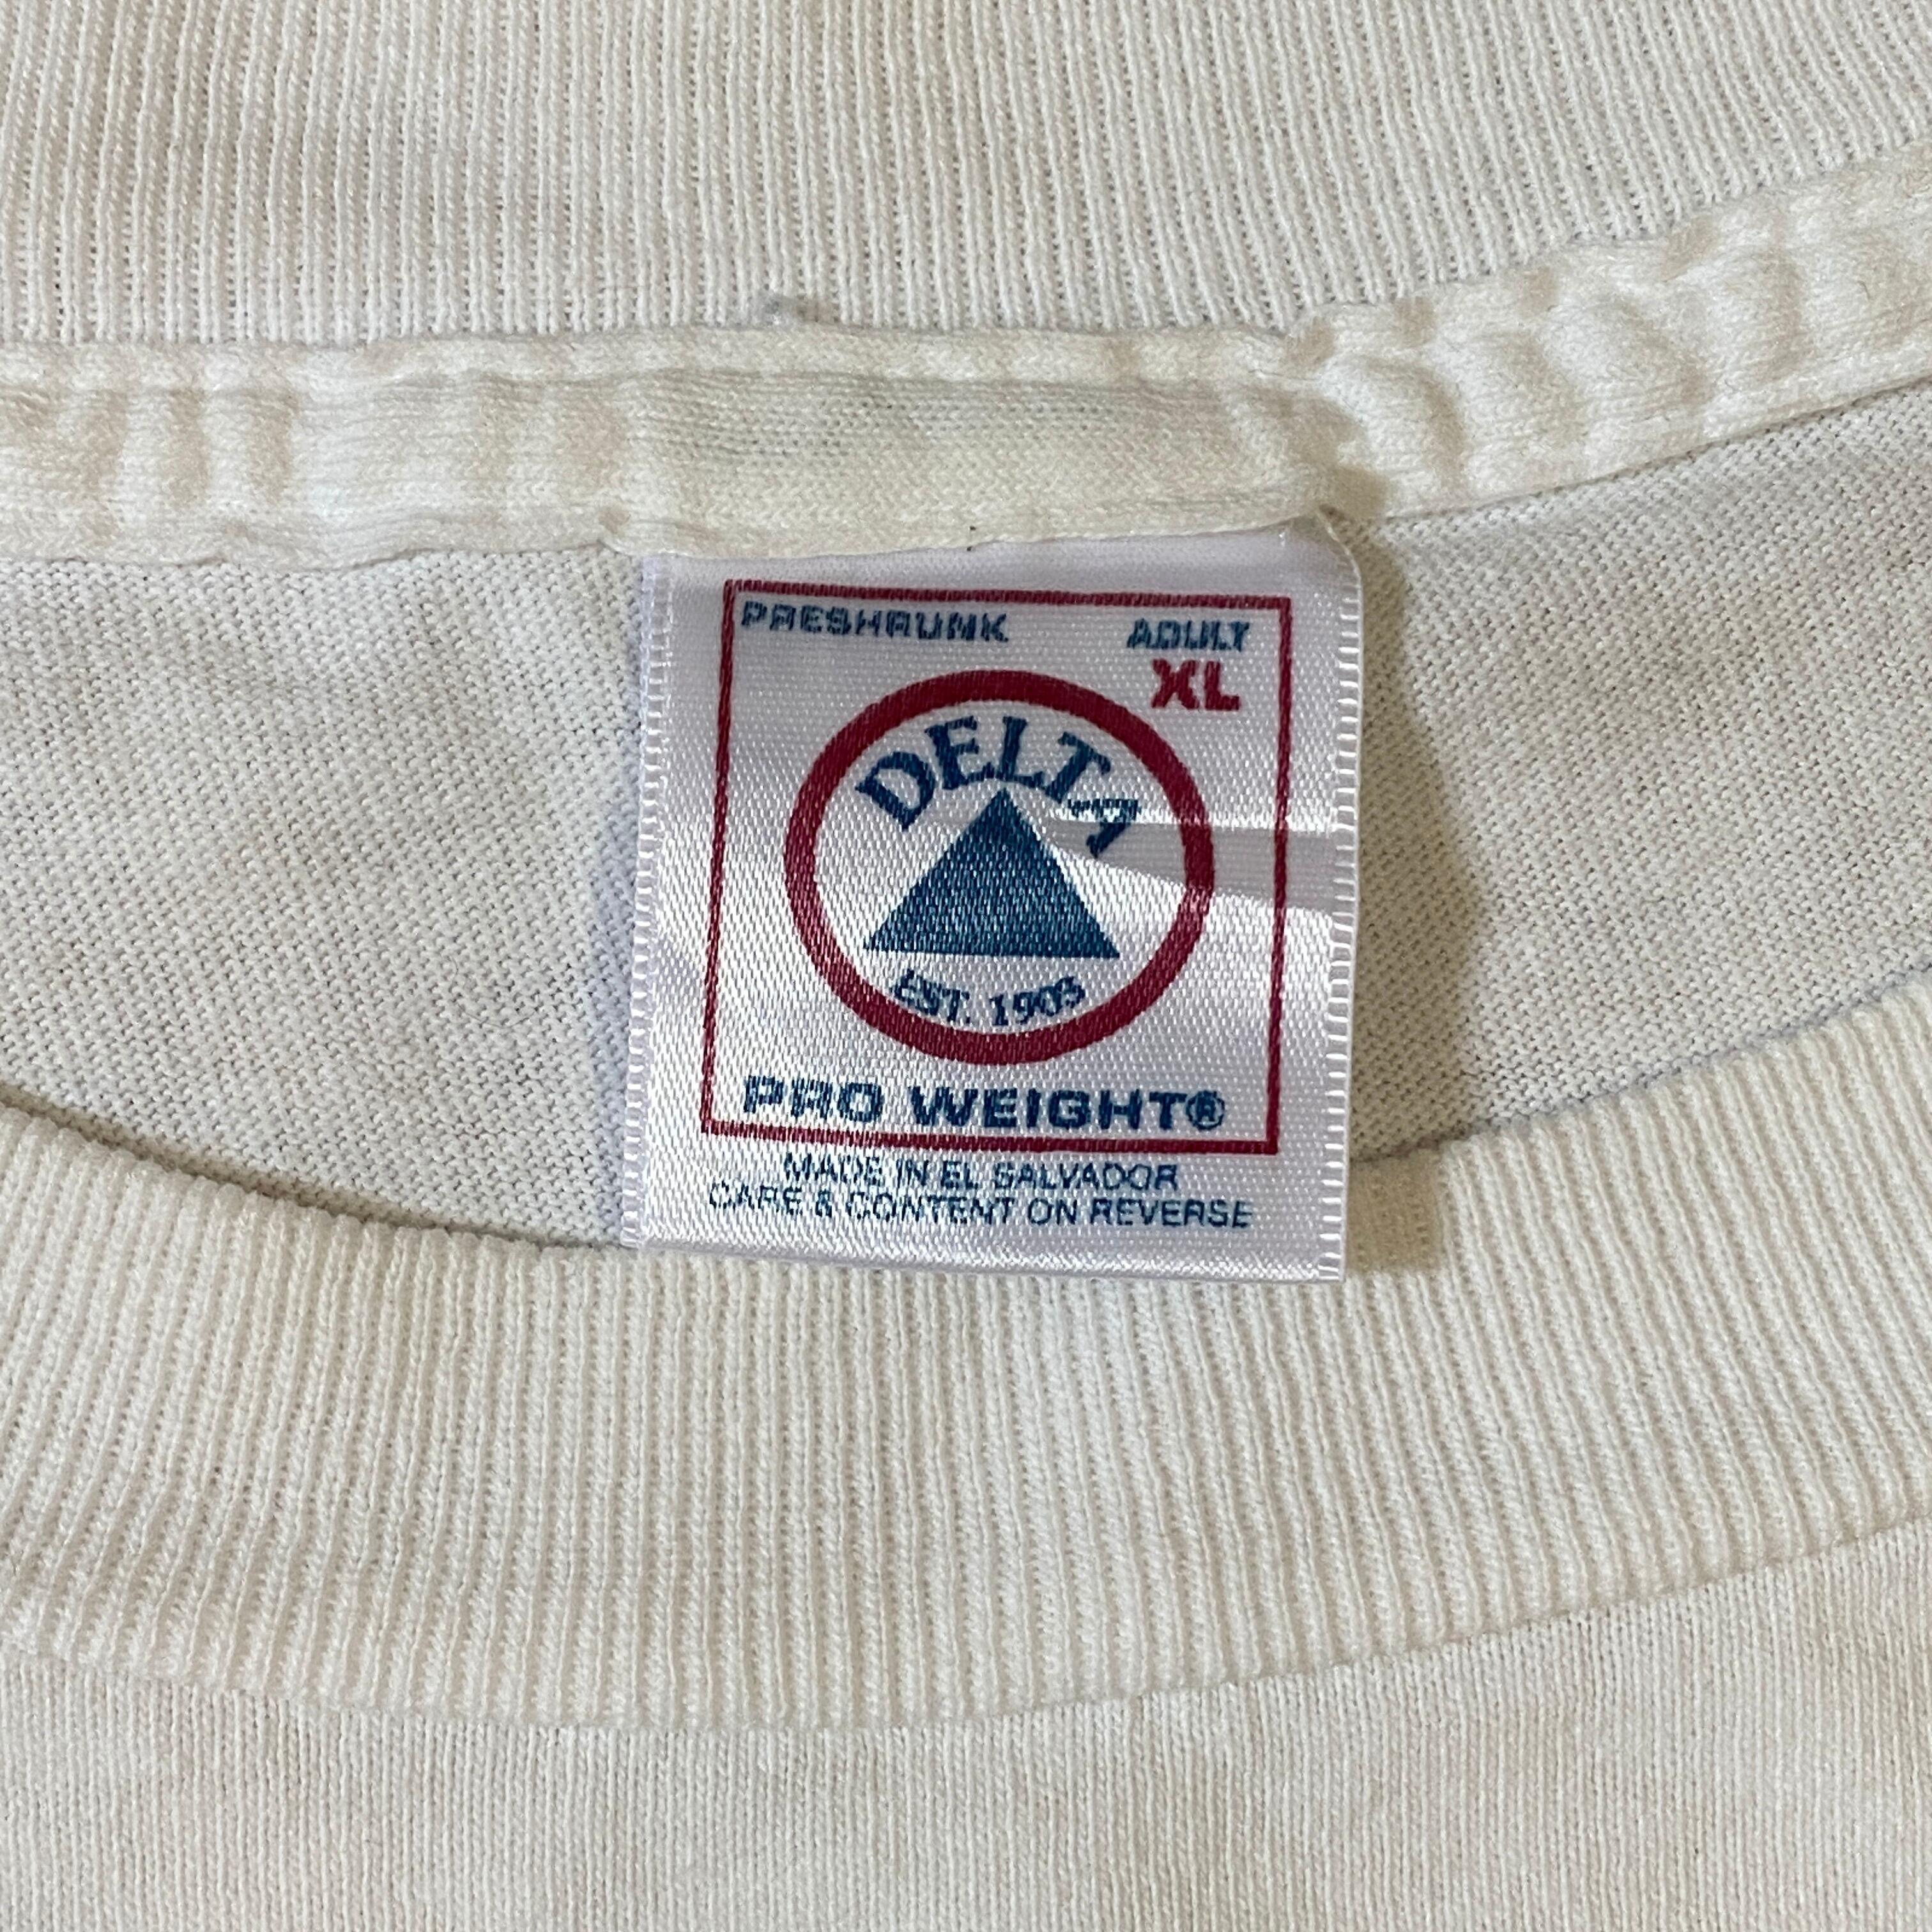 PRESHRUNK ADULT
XL
DELTA
EST. 1903
PRO WEIGHT®
MADE IN EL SALVADOR
CARE & CONTENT ON REVERSE